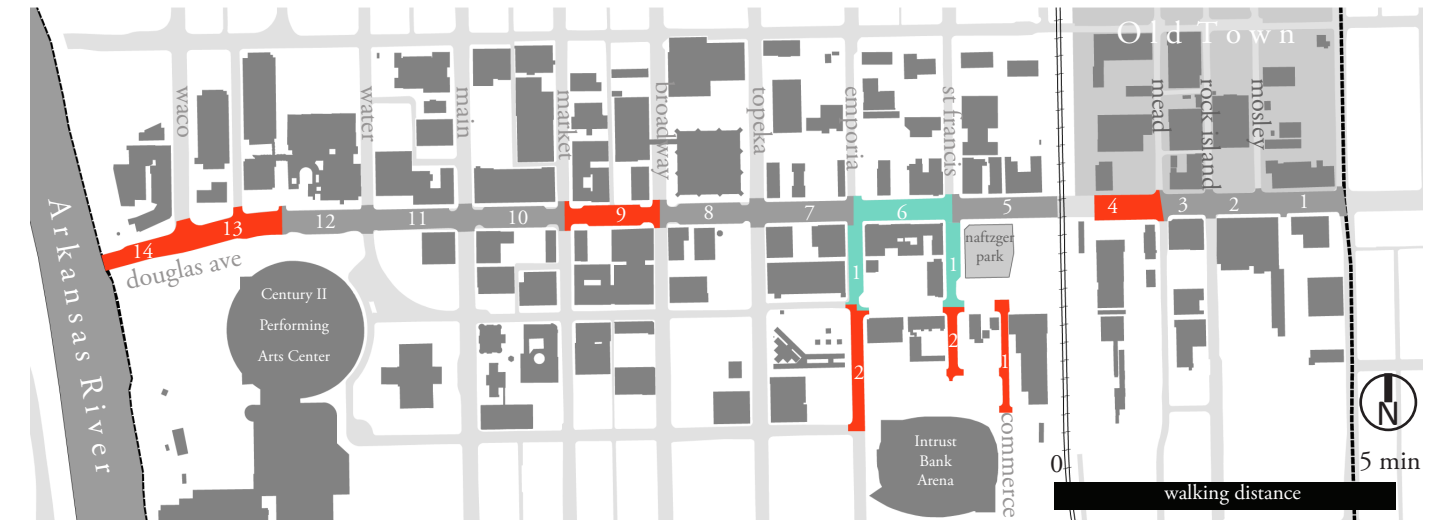 Old Town
waco
water
main
market
broadway
topeka
emporia
st francis
mead
rock island
mosley
14
13
12
11
10
9
8
7
6
5
4
3
2
1
douglas ave
naftzger
park
1
1
2
2
1
Arkansas River
Century II
Performing
Arts Center
Intrust
Bank
Arena
commerce
N
0
5 min
walking distance